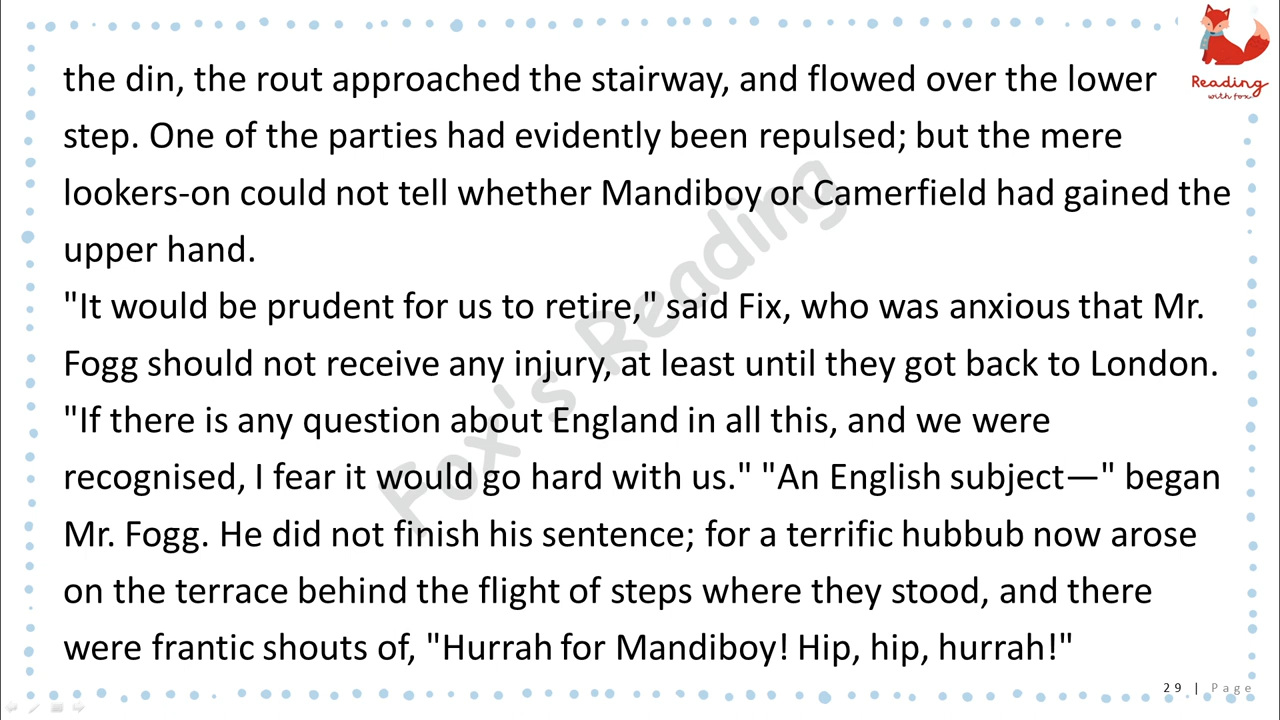 Reading
with fox
the din, the rout approached the stairway, and flowed over the lower
step. One of the parties had evidently been repulsed; but the mere
lookers-on could not tell whether Mandiboy or Camerfield had gained the
upper hand.
"It would be prudent for us to retire," said Fix, who was anxious that Mr.
Fogg should not receive any injury, at least until they got back to London.
"If there is any question about England in all this, and we were
recognised, I fear it would go hard with us." "An English subject—" began
Mr. Fogg. He did not finish his sentence; for a terrific hubbub now arose
on the terrace behind the flight of steps where they stood, and there
were frantic shouts of, "Hurrah for Mandiboy! Hip, hip, hurrah!"
Fox's Reading
29 | Page